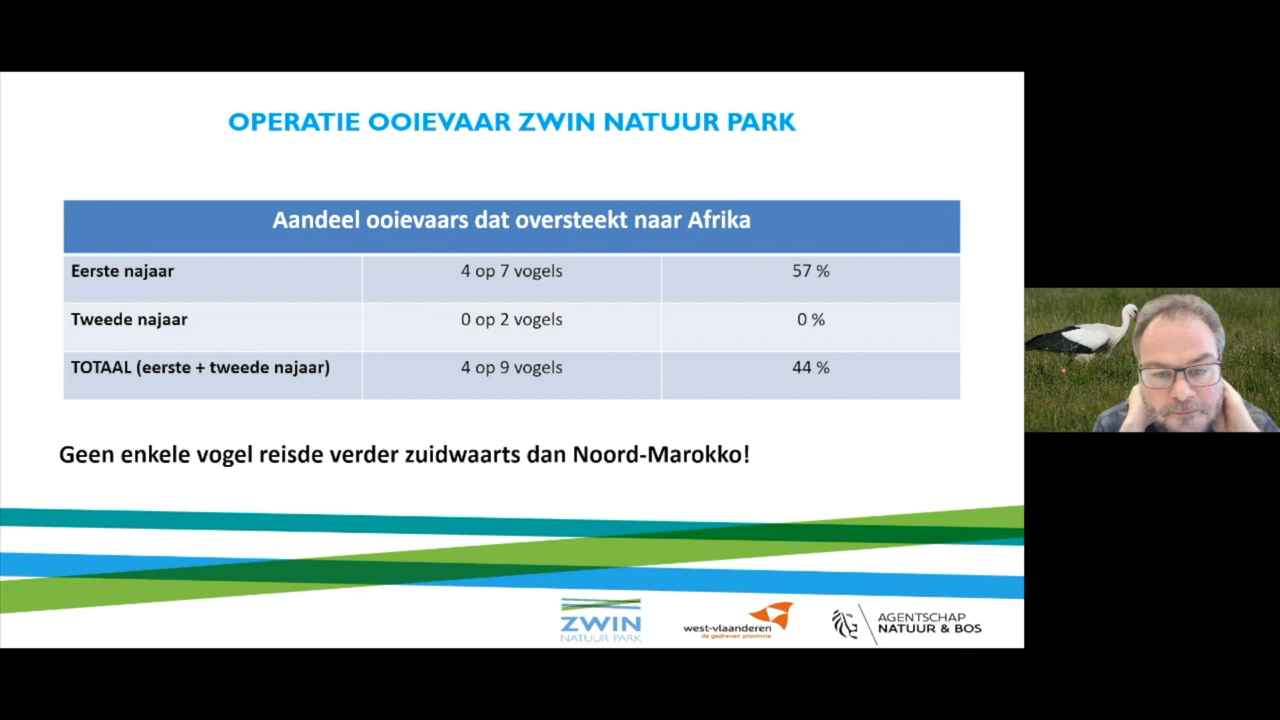 OPERATIE OOIEVAAR ZWIN NATUUR PARK
Aandeel ooievaars dat oversteekt naar Afrika
Eerste najaar 4 op 7 vogels 57 %
Tweede najaar 0 op 2 vogels 0 %
TOTAAL (eerste + tweede najaar) 4 op 9 vogels 44 %
Geen enkele vogel reisde verder zuidwaarts dan Noord-Marokko!
ZWIN
NATUUR PARK
west-vlaanderen
de gedreven provincie
AGENTSCHAP
NATUUR & BOS